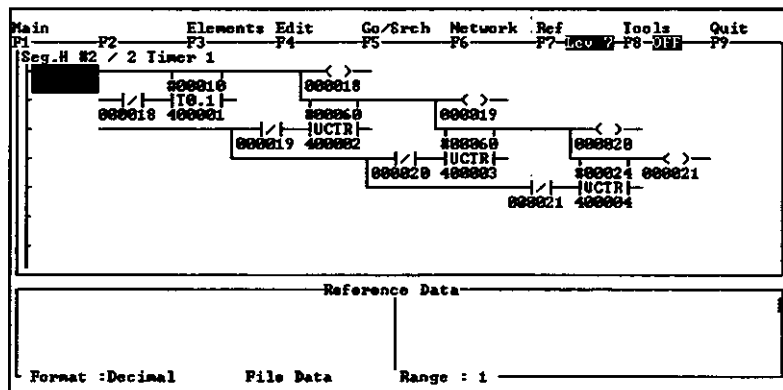 Main Elements Edit Go/Srch Network Ref Tools Quit
F1 F2 F3 F4 F5 F6 F7-Lev ? F8-OFF F9
Seg.H #2 / 2 Timer 1
#00010 000018
T0.1
000018 400001 #00060 000019
UCTR
000019 400002 #00060 000020
UCTR #00024 000021
000020 400003
UCTR
000021 400004
Reference Data
Format :Decimal File Data Range : 1